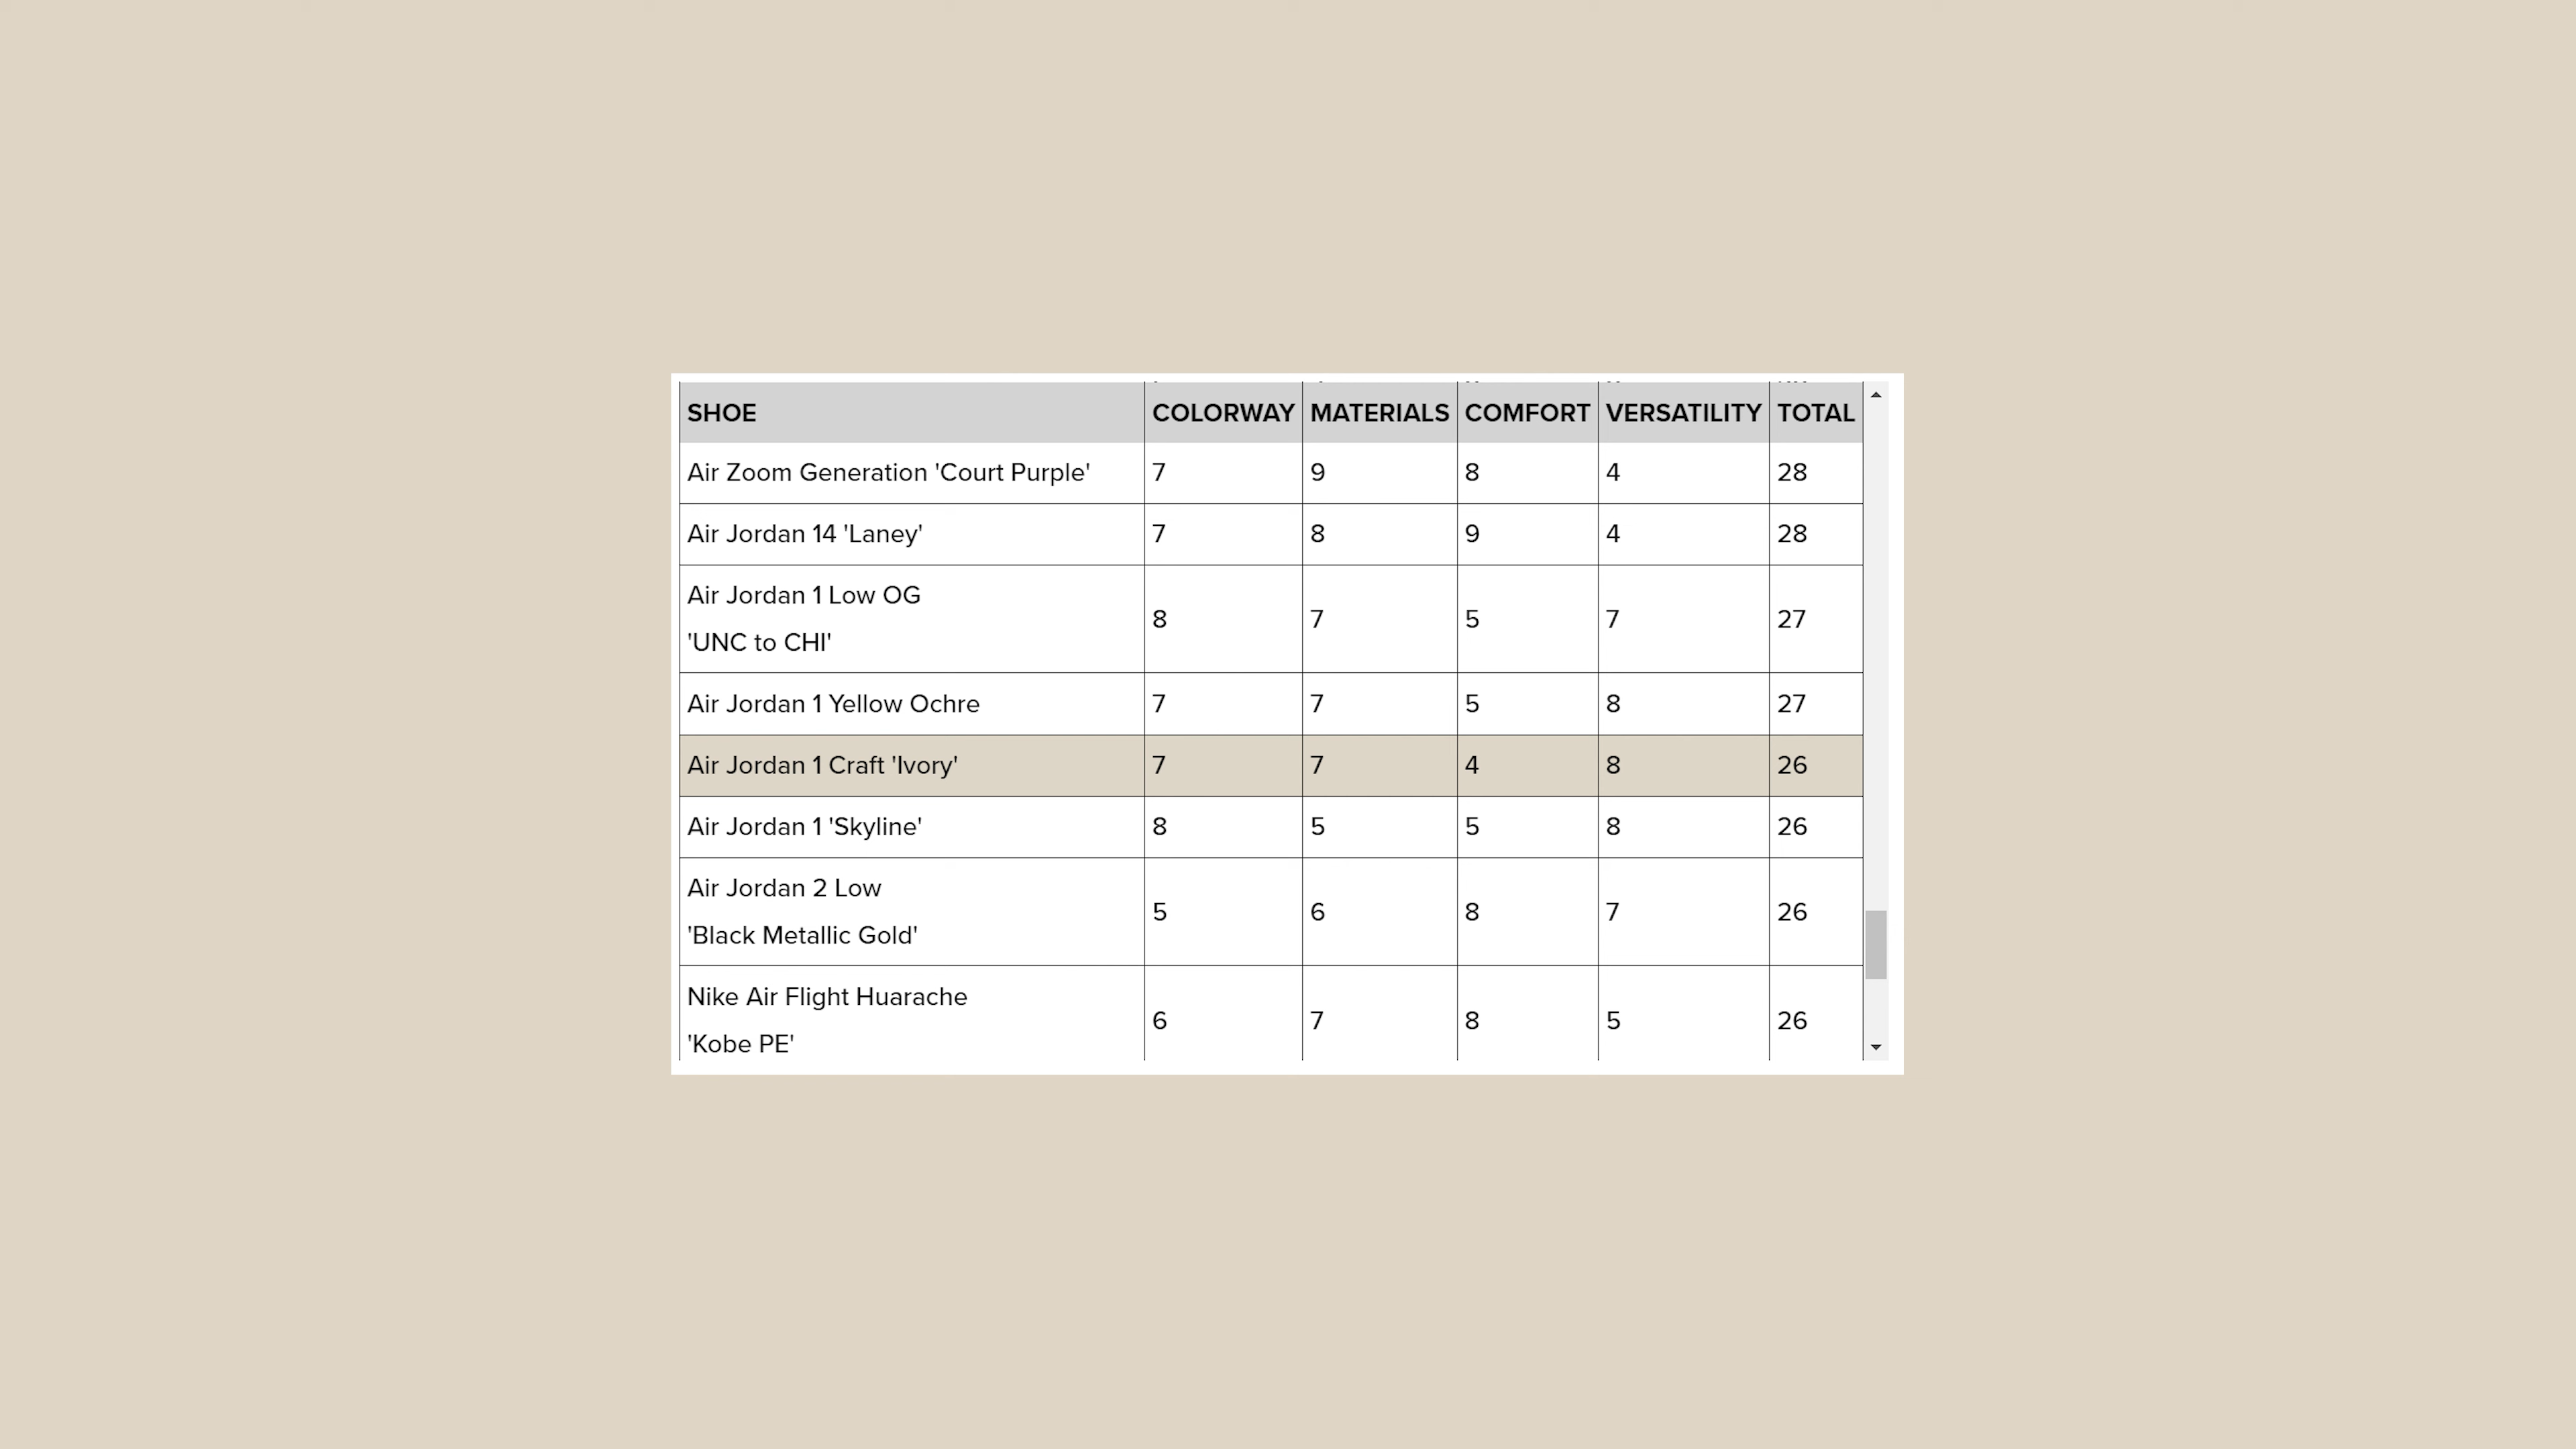 SHOE COLORWAY MATERIALS COMFORT VERSATILITY TOTAL
Air Zoom Generation 'Court Purple' 7 9 8 4 28
Air Jordan 14 'Laney' 7 8 9 4 28
Air Jordan 1 Low OG
'UNC to CHI' 8 7 5 7 27
Air Jordan 1 Yellow Ochre 7 7 5 8 27
Air Jordan 1 Craft 'Ivory' 7 7 4 8 26
Air Jordan 1 'Skyline' 8 5 5 8 26
Air Jordan 2 Low
'Black Metallic Gold' 5 6 8 7 26
Nike Air Flight Huarache
'Kobe PE' 6 7 8 5 26